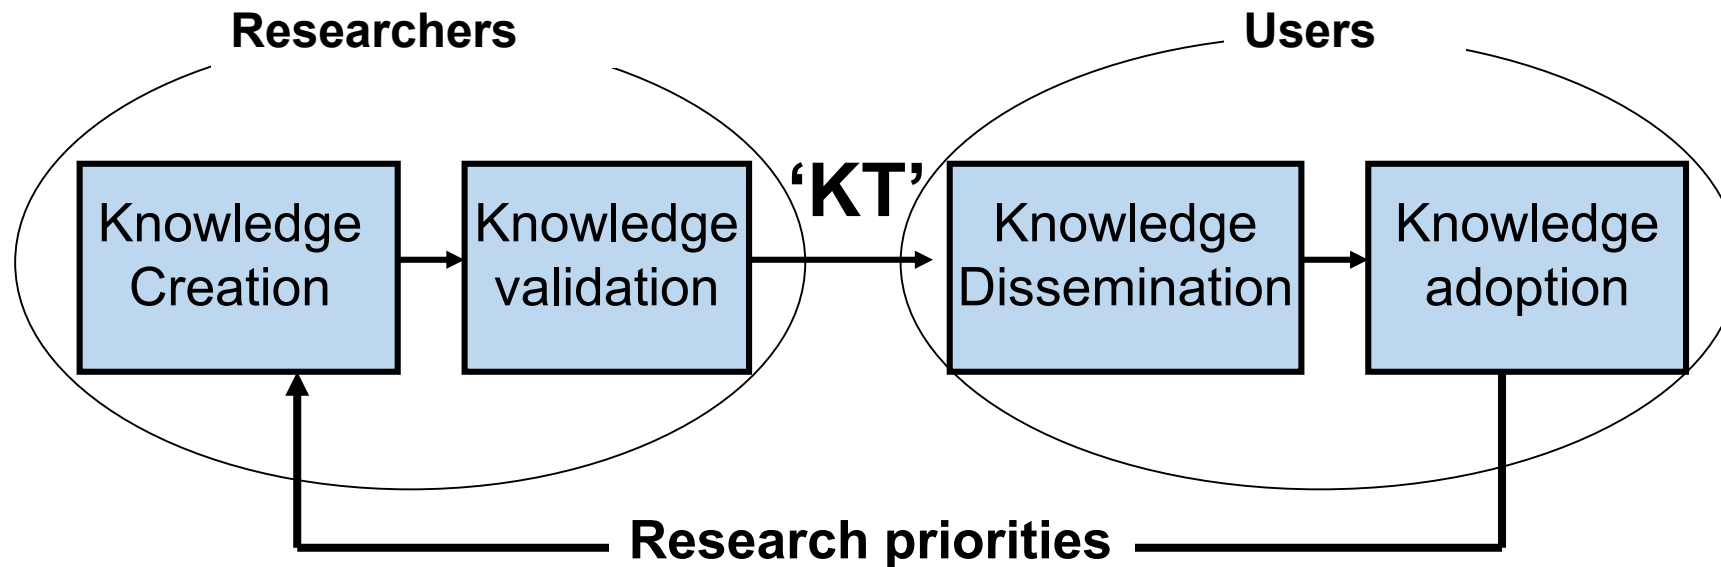 Researchers
Users
‘KT’
Knowledge
Creation
Knowledge
validation
Knowledge
Dissemination
Knowledge
adoption
Research priorities